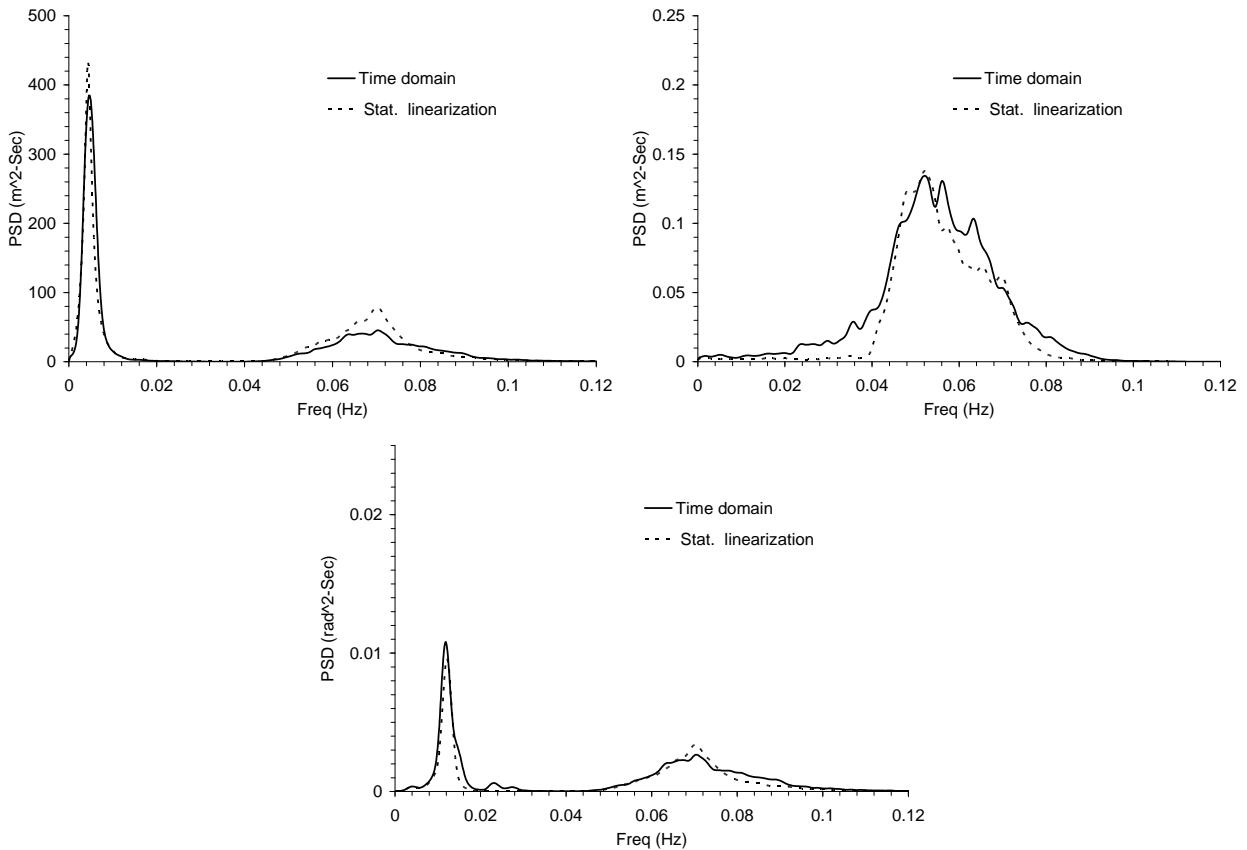 500
400
300
200
100
0
PSD (m^2-Sec)
Time domain
Stat. linearization
0 0.02 0.04 0.06 0.08 0.1 0.12
Freq (Hz)
0.25
0.2
0.15
0.1
0.05
0
PSD (m^2-Sec)
Time domain
Stat. linearization
0 0.02 0.04 0.06 0.08 0.1 0.12
Freq (Hz)
0.02
0.01
0
PSD (rad^2-Sec)
Time domain
Stat. linearization
0 0.02 0.04 0.06 0.08 0.1 0.12
Freq (Hz)